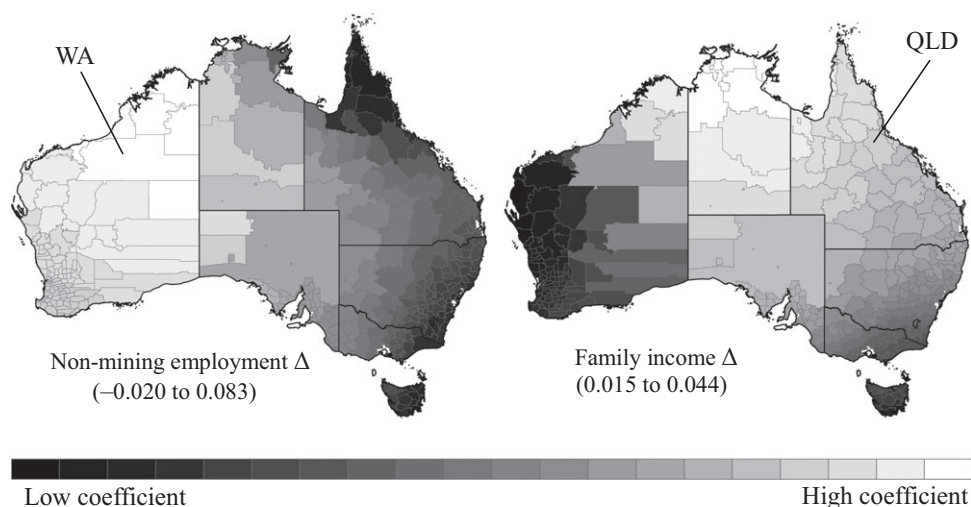 WA
QLD
Non-mining employment Δ
(–0.020 to 0.083)
Family income Δ
(0.015 to 0.044)
Low coefficient
High coefficient